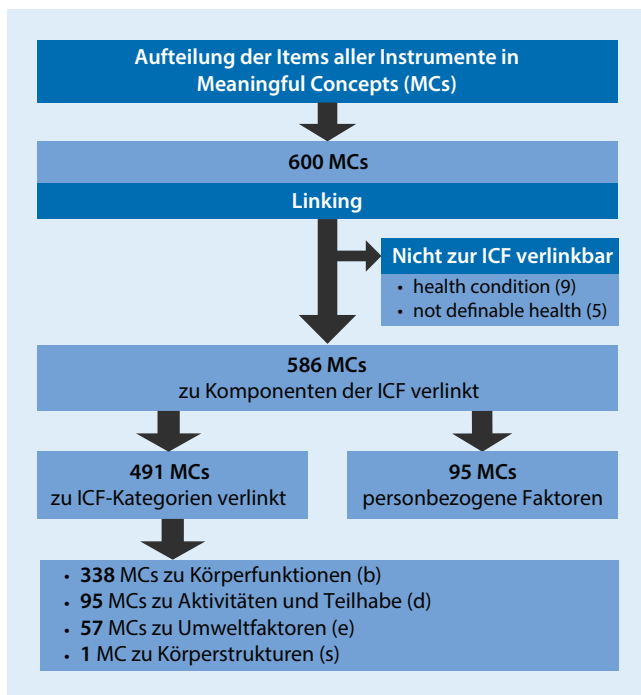 Aufteilung der Items aller Instrumente in
Meaningful Concepts (MCs)
600 MCs
Linking
Nicht zur ICF verlinkbar
• health condition (9)
• not definable health (5)
586 MCs
zu Komponenten der ICF verlinkt
491 MCs
zu ICF-Kategorien verlinkt
95 MCs
personbezogene Faktoren
• 338 MCs zu Körperfunktionen (b)
• 95 MCs zu Aktivitäten und Teilhabe (d)
• 57 MCs zu Umweltfaktoren (e)
• 1 MC zu Körperstrukturen (s)